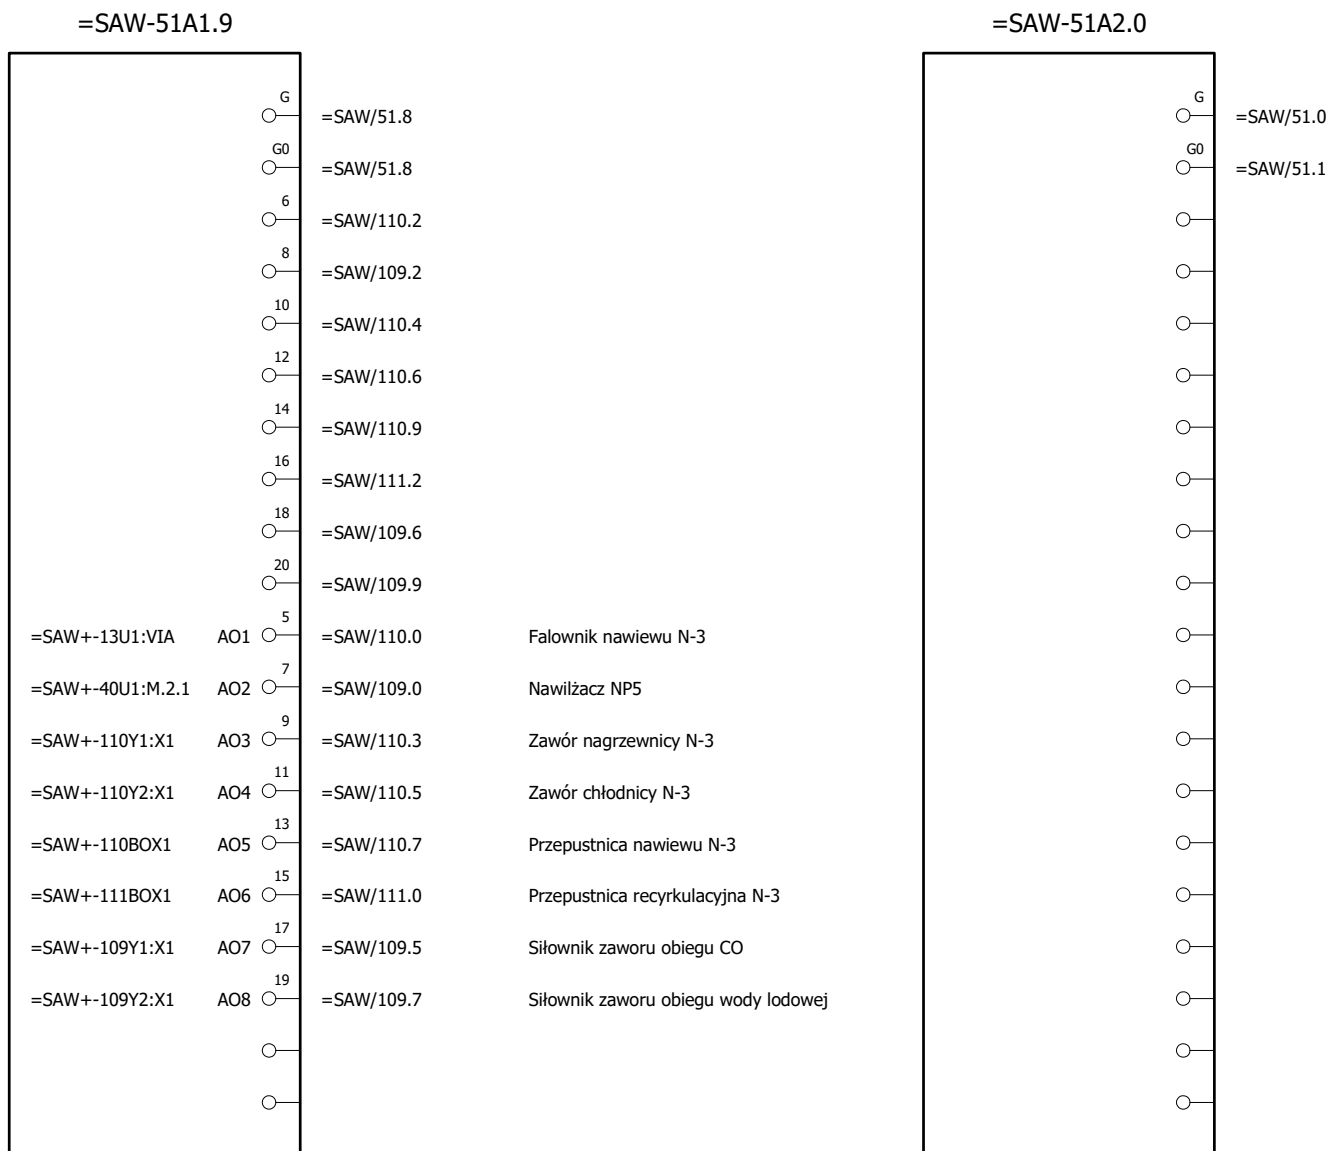 =SAW-51A1.9
=SAW-51A2.0
G
=SAW/51.8
G0
=SAW/51.8
6
=SAW/110.2
8
=SAW/109.2
10
=SAW/110.4
12
=SAW/110.6
14
=SAW/110.9
16
=SAW/111.2
18
=SAW/109.6
20
=SAW/109.9
5
=SAW+-13U1:VIA AO1 =SAW/110.0 Falownik nawiewu N-3
7
=SAW+-40U1:M.2.1 AO2 =SAW/109.0 Nawilżacz NP5
9
=SAW+-110Y1:X1 AO3 =SAW/110.3 Zawór nagrzewnicy N-3
11
=SAW+-110Y2:X1 AO4 =SAW/110.5 Zawór chłodnicy N-3
13
=SAW+-110BOX1 AO5 =SAW/110.7 Przepustnica nawiewu N-3
15
=SAW+-111BOX1 AO6 =SAW/111.0 Przepustnica recyrkulacyjna N-3
17
=SAW+-109Y1:X1 AO7 =SAW/109.5 Siłownik zaworu obiegu CO
19
=SAW+-109Y2:X1 AO8 =SAW/109.7 Siłownik zaworu obiegu wody lodowej
G
=SAW/51.0
G0
=SAW/51.1